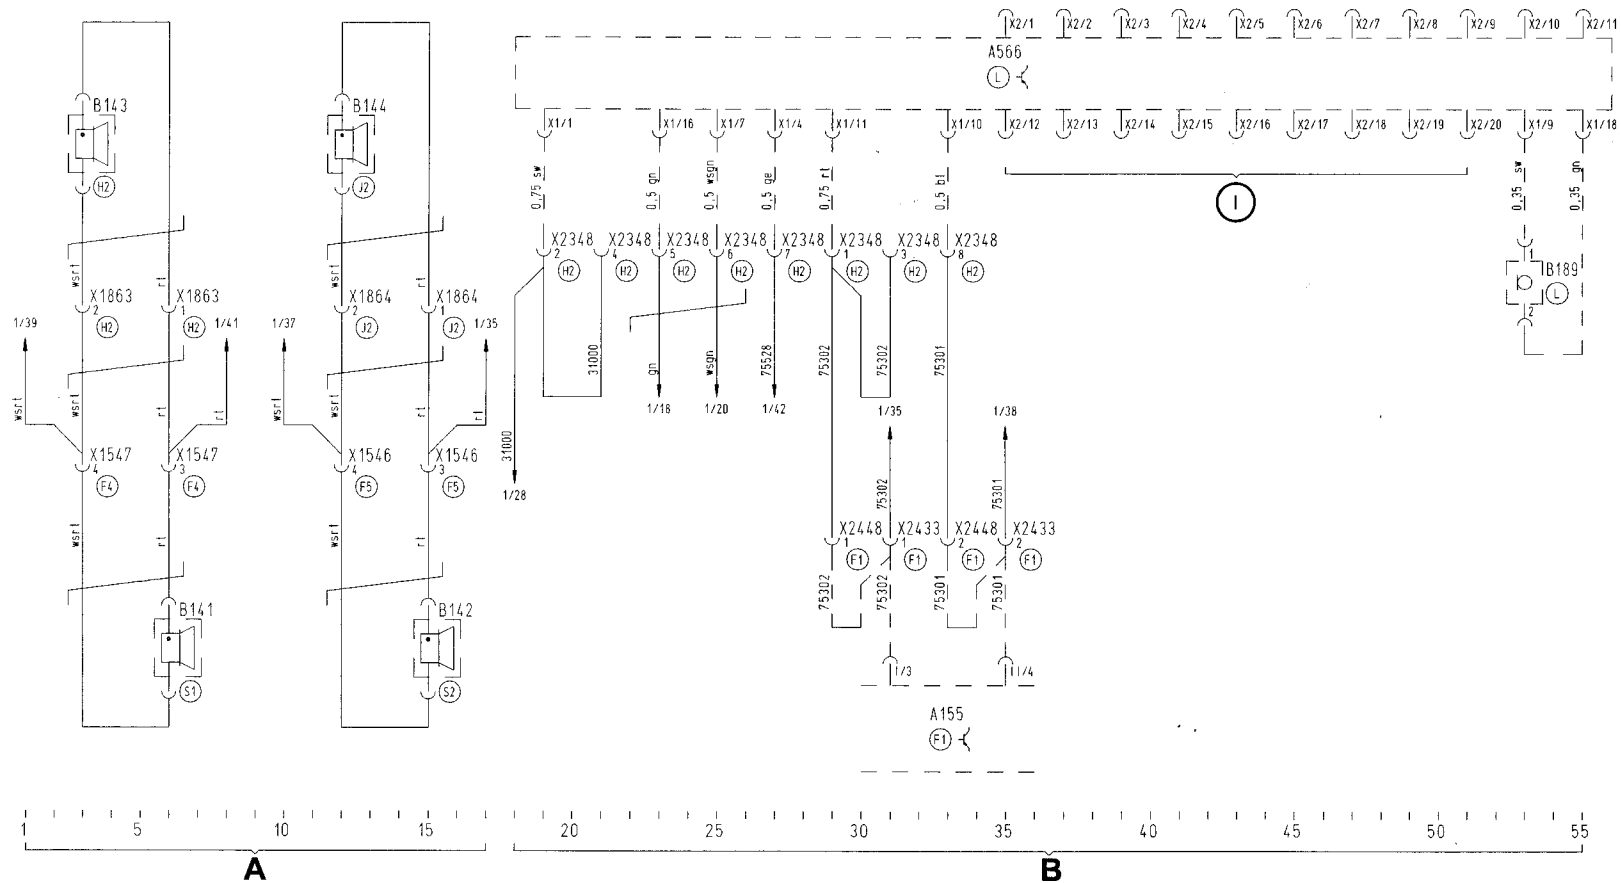 X2/1 X2/2 X2/3 X2/4 X2/5 X2/6 X2/7 X2/8 X2/9 X2/10 X2/11
A566
L
B143 B144
X1/1 X1/16 X1/7 X1/4 X1/11 X1/10 X2/12 X2/13 X2/14 X2/15 X2/16 X2/17 X2/18 X2/19 X2/20 X1/9 X1/18
H2 J2
0,75 sw 0,5 gn 0,5 wsgn 0,5 ge 0,75 rt 0,5 bl 0,35 sw 0,35 gn
I
X2348 X2348 X2348 X2348 X2348 X2348 X2348 X2348
2 4 5 6 7 1 3 8
H2 H2 H2 H2 H2 H2 H2 H2
wsrt rt wsrt rt
1
B189
L
2
X1863 X1863 X1864 X1864
2 1 2 1
H2 H2 J2 J2
1/39 1/41 1/37 1/35
31000 gn wsgn 75528 75302 75302 75301
wsrt wsrt rt rt wsrt wsrt rt rt
1/18 1/20 1/42 1/35 1/38
31000
X1547 X1547 X1546 X1546
4 3 4 3
F4 F4 F5 F5
1/28
75302 75301
wsrt rt wsrt rt
X2448 X2433 X2448 X2433
1 1 2 2
F1 F1 F1 F1
75302 75302 75301 75301
B141 B142
S1 S2
I/3 II/4
A155
F1
1 5 10 15 20 25 30 35 40 45 50 55
A B